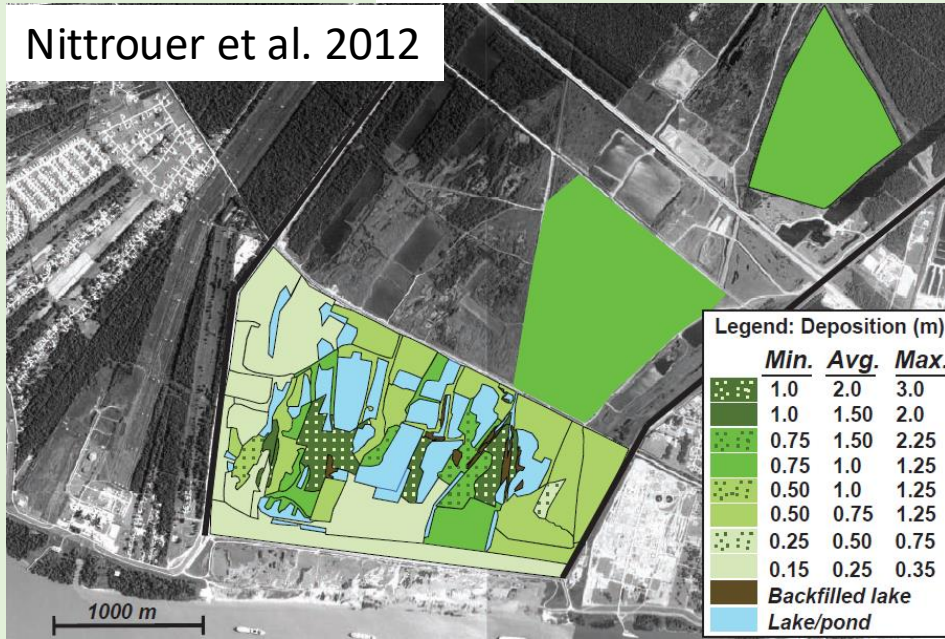 Nittrouer et al. 2012
Legend: Deposition (m)
Min. Avg. Max.
1.0 2.0 3.0
1.0 1.50 2.0
0.75 1.50 2.25
0.75 1.0 1.25
0.50 1.0 1.25
0.50 0.75 1.25
0.25 0.50 0.75
0.15 0.25 0.35
Backfilled lake
Lake/pond
1000 m